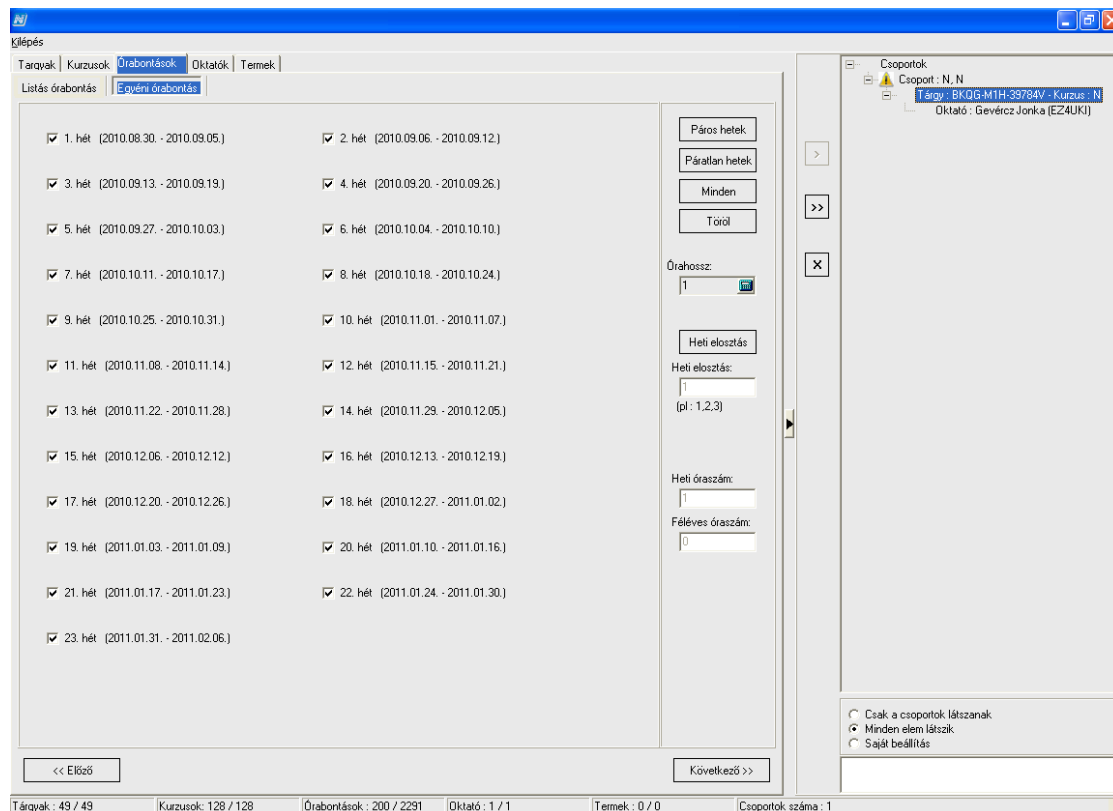 Kilépés
Targyak Kurzusok Órabontások Oktatók Termek
Listás órabontás Egyéni órabontás
1. hét (2010.08.30. - 2010.09.05.) 2. hét (2010.09.06. - 2010.09.12.)
3. hét (2010.09.13. - 2010.09.19.) 4. hét (2010.09.20. - 2010.09.26.)
5. hét (2010.09.27. - 2010.10.03.) 6. hét (2010.10.04. - 2010.10.10.)
7. hét (2010.10.11. - 2010.10.17.) 8. hét (2010.10.18. - 2010.10.24.)
9. hét (2010.10.25. - 2010.10.31.) 10. hét (2010.11.01. - 2010.11.07.)
11. hét (2010.11.08. - 2010.11.14.) 12. hét (2010.11.15. - 2010.11.21.)
13. hét (2010.11.22. - 2010.11.28.) 14. hét (2010.11.29. - 2010.12.05.)
15. hét (2010.12.06. - 2010.12.12.) 16. hét (2010.12.13. - 2010.12.19.)
17. hét (2010.12.20. - 2010.12.26.) 18. hét (2010.12.27. - 2011.01.02.)
19. hét (2011.01.03. - 2011.01.09.) 20. hét (2011.01.10. - 2011.01.16.)
21. hét (2011.01.17. - 2011.01.23.) 22. hét (2011.01.24. - 2011.01.30.)
23. hét (2011.01.31. - 2011.02.06.)
Páros hetek
Páratlan hetek
Minden
Töröl
Órahossz:
1
Heti elosztás
Heti elosztás:
1
(pl : 1,2,3)
Heti óraszám:
1
Féléves óraszám:
0
<< Előző
Következő >>
>
>>
X
Csoportok
Csoport : N, N
Tárgy : BKQG-M1H-39784V - Kurzus : N
Oktató : Gevércz Jonka (EZ4UKI)
Csak a csoportok látszanak
Minden elem látszik
Saját beállítás
Tárgyak : 49 / 49 Kurzusok: 128 / 128 Órabontások : 200 / 2291 Oktató : 1 / 1 Termek : 0 / 0 Csoportok száma : 1